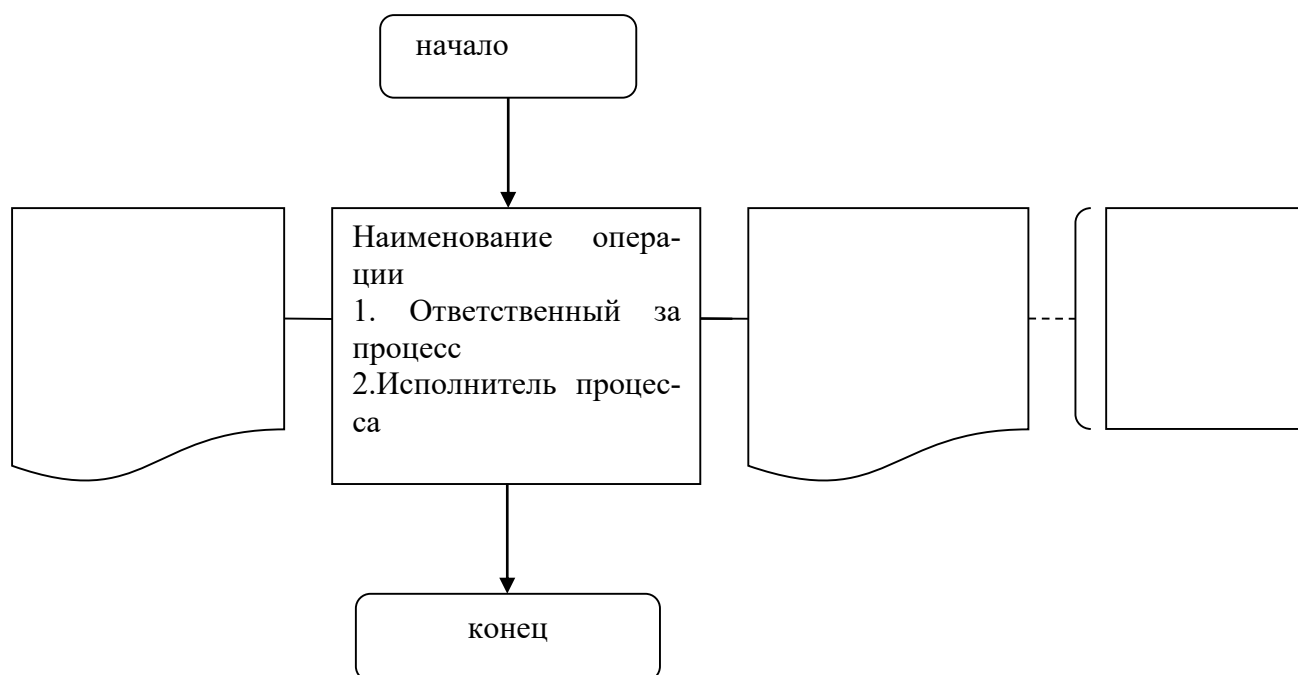 начало
Наименование опера-
ции
1. Ответственный за
процесс
2.Исполнитель процес-
са
конец